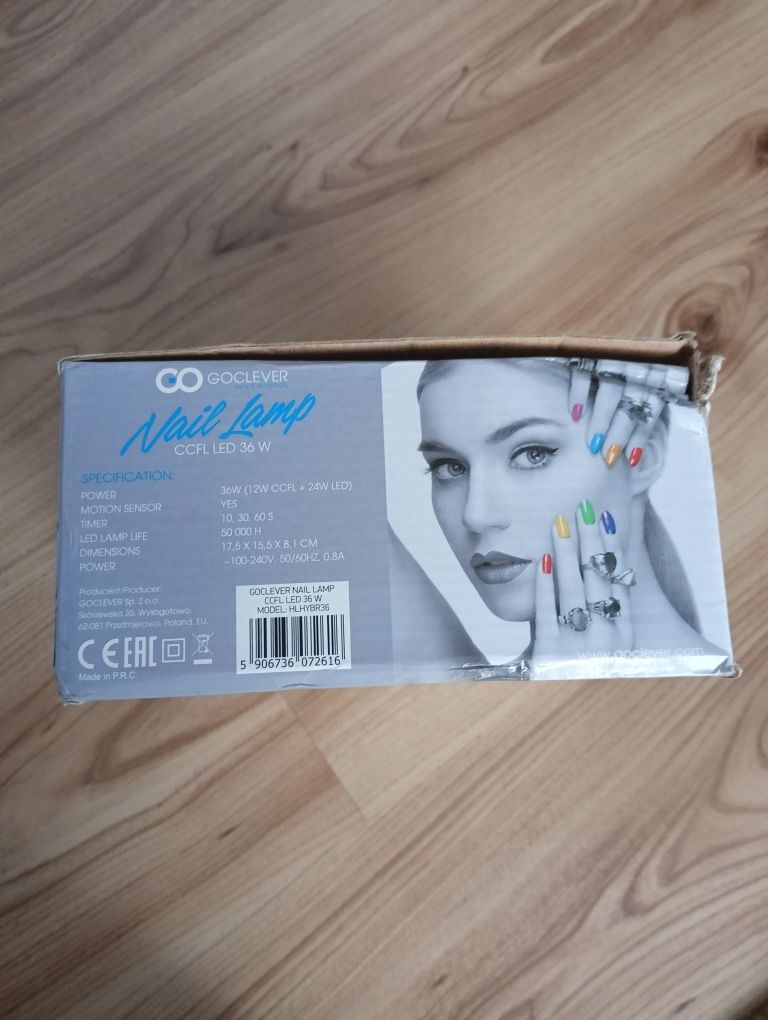 GO GOCLEVER
Nail Lamp
CCFL LED 36 W
SPECIFICATION:
POWER 36W (12W CCFL + 24W LED)
MOTION SENSOR YES
TIMER 10, 30, 60 S
LED LAMP LIFE 50 000 H
DIMENSIONS 17,5 X 15,5 X 8,1 CM
POWER ~100-240V, 50/60HZ, 0.8A
Producent/Producer:
GOCLEVER Sp. Z o.o
Skórzewska 35, Wysogotowo,
62-081 Przeźmierowo, Poland, EU.
CE EAC
Made in P.R.C.
GOCLEVER NAIL LAMP
CCFL LED 36 W
MODEL: HLHYBR36
5 906736 072616
www.goclever.com